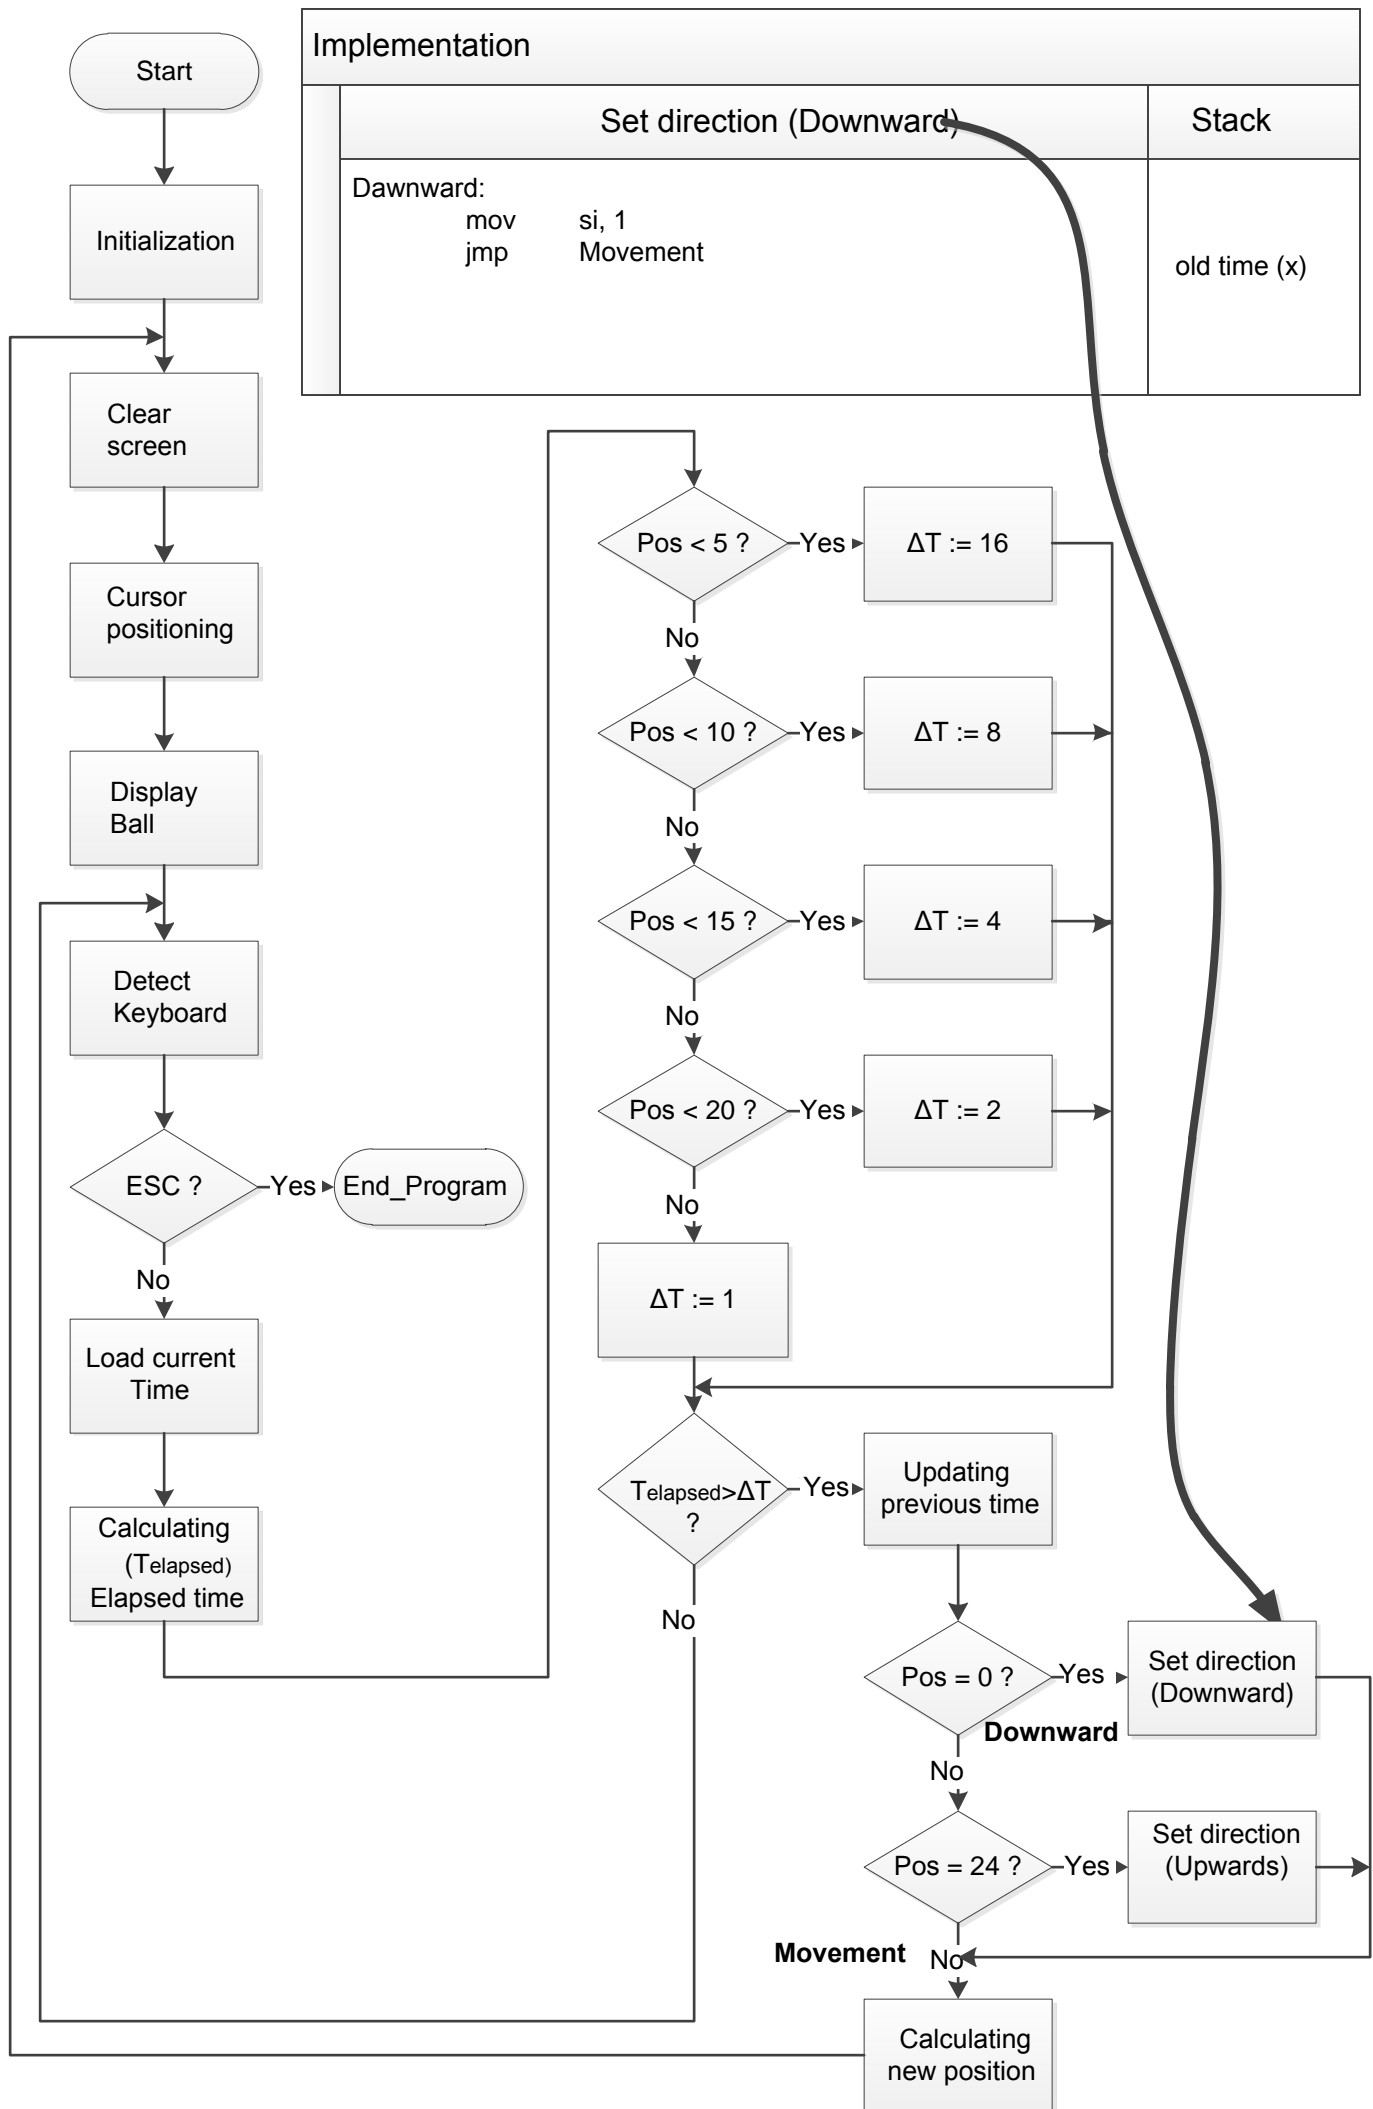 Implementation
Set direction (Downward)
Stack
Dawnward:
mov si, 1
jmp Movement
old time (x)
Start
Initialization
Clear
screen
Cursor
positioning
Display
Ball
Detect
Keyboard
ESC ?
Yes
End_Program
No
Load current
Time
Calculating
(Telapsed)
Elapsed time
Pos < 5 ?
Yes
ΔT := 16
No
Pos < 10 ?
Yes
ΔT := 8
No
Pos < 15 ?
Yes
ΔT := 4
No
Pos < 20 ?
Yes
ΔT := 2
No
ΔT := 1
Telapsed>ΔT
?
Yes
Updating
previous time
No
Pos = 0 ?
Yes
Set direction
(Downward)
Downward
No
Pos = 24 ?
Yes
Set direction
(Upwards)
Movement
No
Calculating
new position